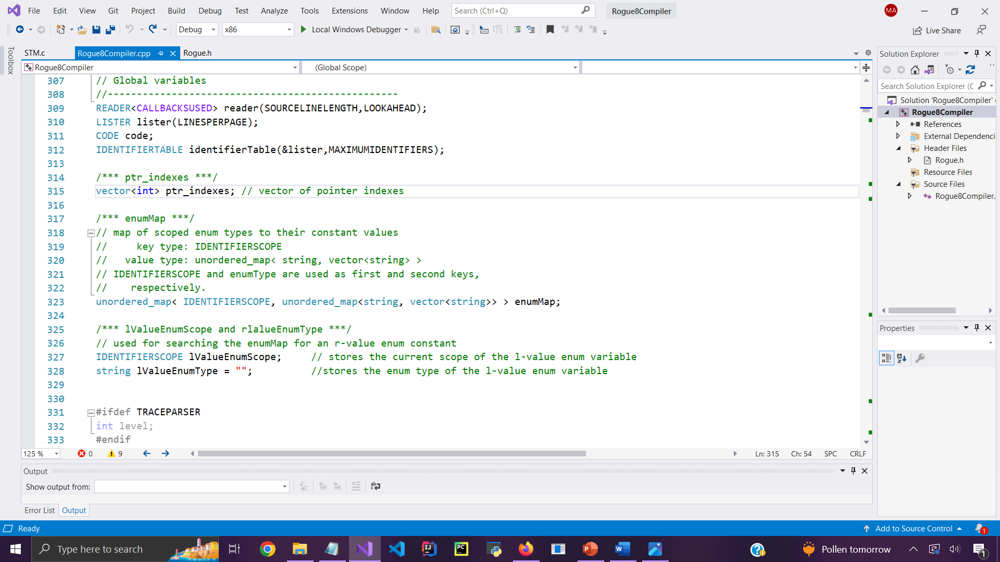 File Edit View Git Project Build Debug Test Analyze Tools Extensions Window Help Search (Ctrl+Q) Rogue8Compiler MA
Debug x86 Local Windows Debugger Live Share
Toolbox
STM.c Rogue8Compiler.cpp Rogue.h
Rogue8Compiler (Global Scope)
307 // Global variables
308 //--------------------------------------------------
309 READER<CALLBACKSUSED> reader(SOURCELINELENGTH,LOOKAHEAD);
310 LISTER lister(LINESPERPAGE);
311 CODE code;
312 IDENTIFIERTABLE identifierTable(&lister,MAXIMUMIDENTIFIERS);
313
314 /*** ptr_indexes ***/
315 vector<int> ptr_indexes; // vector of pointer indexes
316
317 /*** enumMap ***/
318 // map of scoped enum types to their constant values
319 //     key type: IDENTIFIERSCOPE
320 //   value type: unordered_map< string, vector<string> >
321 // IDENTIFIERSCOPE and enumType are used as first and second keys,
322 //    respectively.
323 unordered_map< IDENTIFIERSCOPE, unordered_map<string, vector<string>> > enumMap;
324
325 /*** lValueEnumScope and rlalueEnumType ***/
326 // used for searching the enumMap for an r-value enum constant
327 IDENTIFIERSCOPE lValueEnumScope;     // stores the current scope of the l-value enum variable
328 string lValueEnumType = "";          //stores the enum type of the l-value enum variable
329
330
331 #ifdef TRACEPARSER
332 int level;
333 #endif
125 % 0 9 Ln: 315 Ch: 54 SPC CRLF
Output
Show output from:
Error List Output
Solution Explorer
Search Solution Explorer (C
Solution 'Rogue8Compiler' (
Rogue8Compiler
References
External Dependenci
Header Files
Rogue.h
Resource Files
Source Files
Rogue8Compiler.
Properties
Ready Add to Source Control 1
Type here to search Pollen tomorrow 1